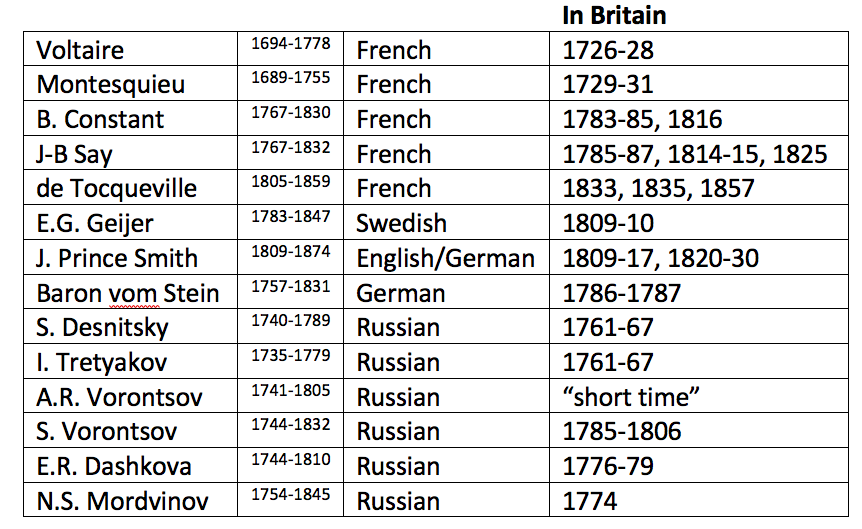 In Britain
Voltaire 1694-1778 French 1726-28
Montesquieu 1689-1755 French 1729-31
B. Constant 1767-1830 French 1783-85, 1816
J-B Say 1767-1832 French 1785-87, 1814-15, 1825
de Tocqueville 1805-1859 French 1833, 1835, 1857
E.G. Geijer 1783-1847 Swedish 1809-10
J. Prince Smith 1809-1874 English/German 1809-17, 1820-30
Baron vom Stein 1757-1831 German 1786-1787
S. Desnitsky 1740-1789 Russian 1761-67
I. Tretyakov 1735-1779 Russian 1761-67
A.R. Vorontsov 1741-1805 Russian “short time”
S. Vorontsov 1744-1832 Russian 1785-1806
E.R. Dashkova 1744-1810 Russian 1776-79
N.S. Mordvinov 1754-1845 Russian 1774